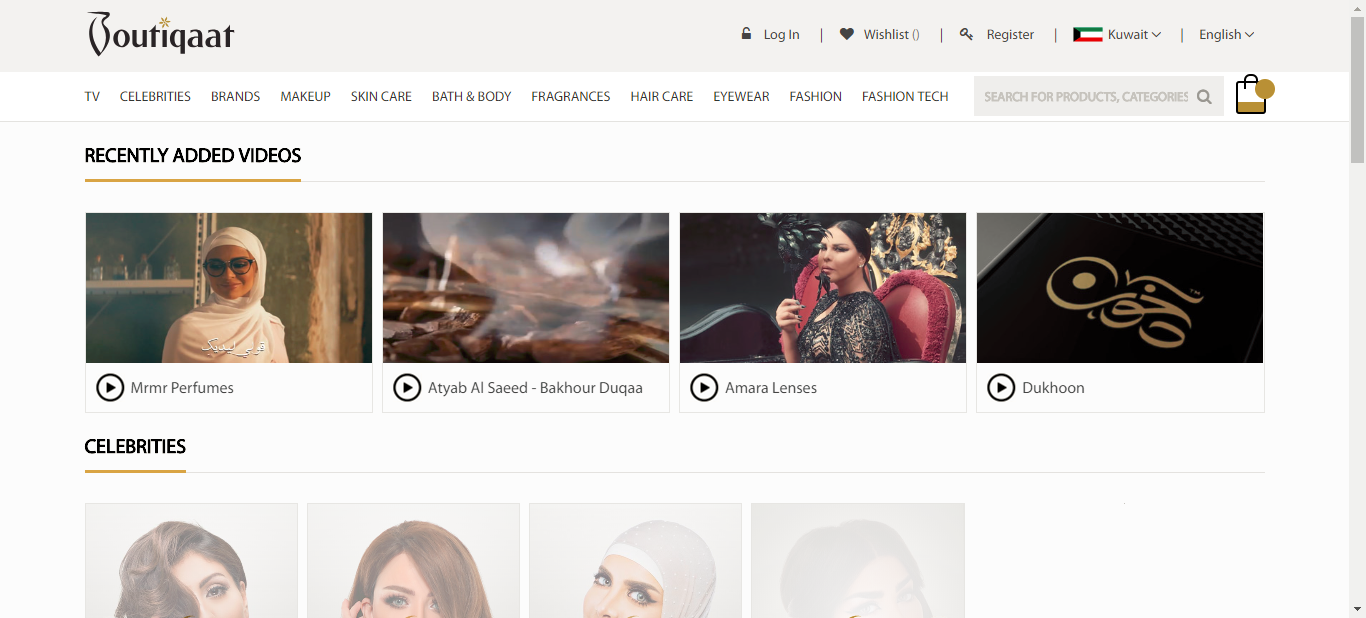 Boutiqaat
Log In | Wishlist () | Register | Kuwait | English
TV CELEBRITIES BRANDS MAKEUP SKIN CARE BATH & BODY FRAGRANCES HAIR CARE EYEWEAR FASHION FASHION TECH SEARCH FOR PRODUCTS, CATEGORIES
RECENTLY ADDED VIDEOS
دخون
Mrmr Perfumes
Atyab Al Saeed - Bakhour Duqaa
Amara Lenses
Dukhoon
CELEBRITIES